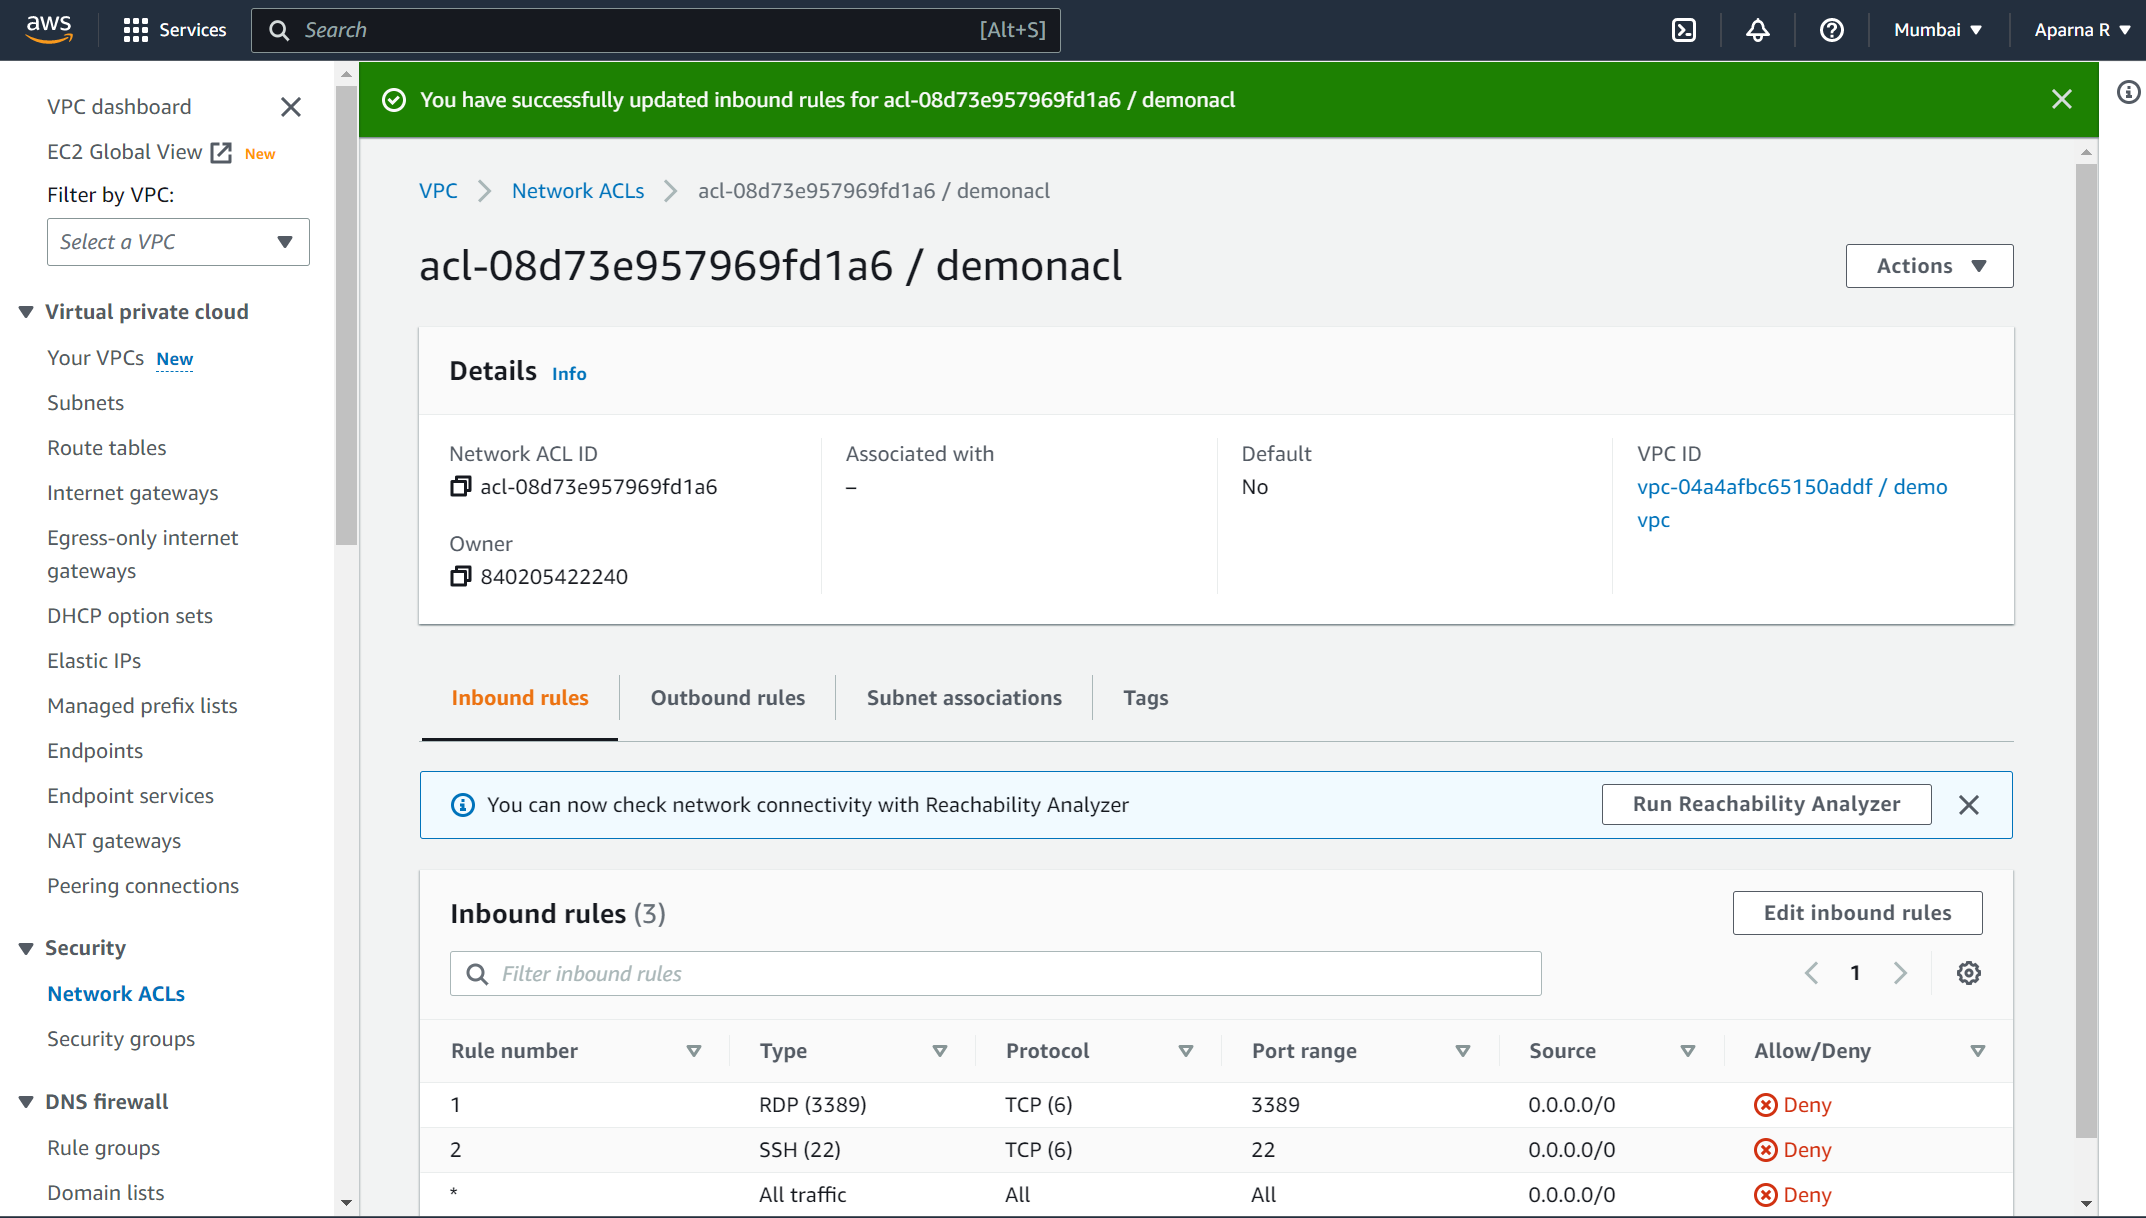 aws
Services
Search [Alt+S]
Mumbai ▼
Aparna R ▼
VPC dashboard
EC2 Global View New
Filter by VPC:
Select a VPC
Virtual private cloud
Your VPCs New
Subnets
Route tables
Internet gateways
Egress-only internet
gateways
DHCP option sets
Elastic IPs
Managed prefix lists
Endpoints
Endpoint services
NAT gateways
Peering connections
Security
Network ACLs
Security groups
DNS firewall
Rule groups
Domain lists
You have successfully updated inbound rules for acl-08d73e957969fd1a6 / demonacl
VPC > Network ACLs > acl-08d73e957969fd1a6 / demonacl
acl-08d73e957969fd1a6 / demonacl
Actions ▼
Details Info
Network ACL ID
acl-08d73e957969fd1a6
Owner
840205422240
Associated with
–
Default
No
VPC ID
vpc-04a4afbc65150addf / demo
vpc
Inbound rules Outbound rules Subnet associations Tags
You can now check network connectivity with Reachability Analyzer
Run Reachability Analyzer
Inbound rules (3)
Edit inbound rules
Filter inbound rules
1
Rule number Type Protocol Port range Source Allow/Deny
1 RDP (3389) TCP (6) 3389 0.0.0.0/0 Deny
2 SSH (22) TCP (6) 22 0.0.0.0/0 Deny
* All traffic All All 0.0.0.0/0 Deny